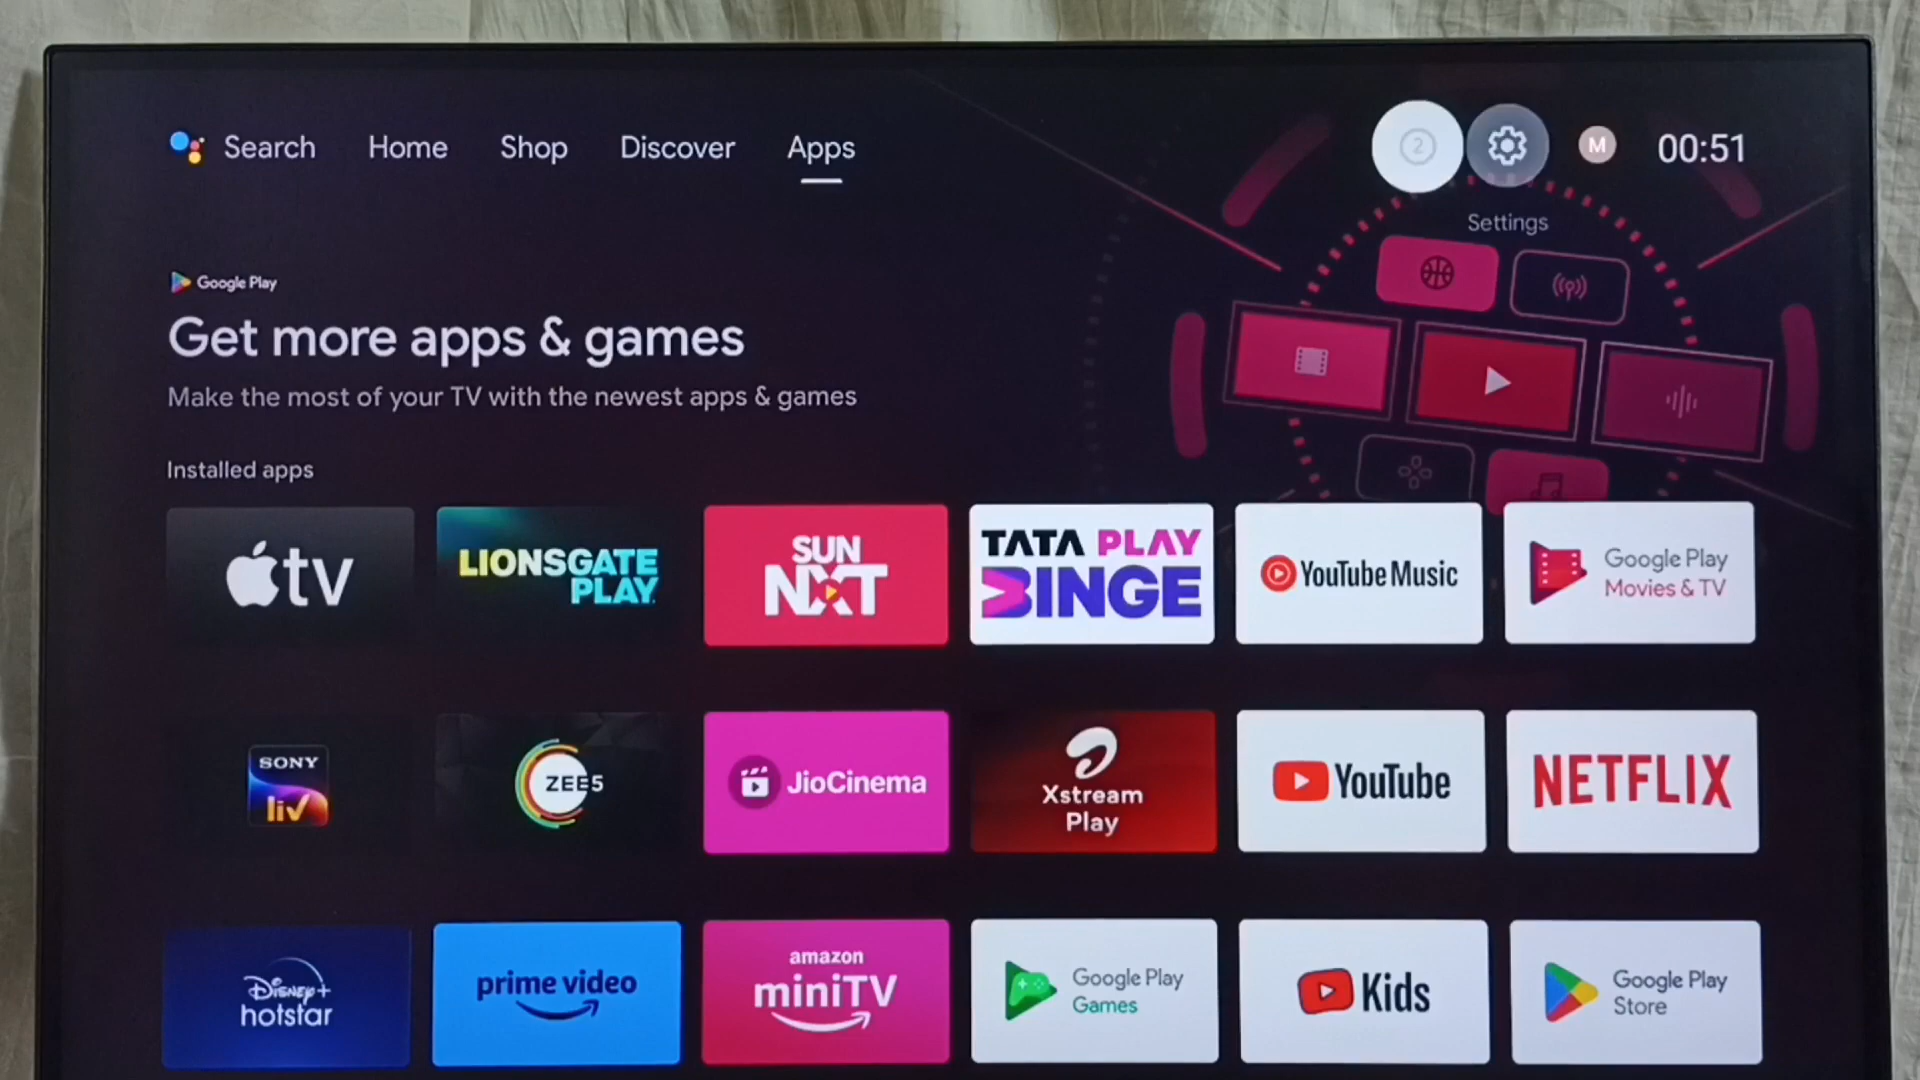 Search Home Shop Discover Apps
2 M 00:51
Settings
Google Play
Get more apps & games
Make the most of your TV with the newest apps & games
Installed apps
tv
LIONSGATE
PLAY
SUN
NXT
TATA PLAY
BINGE
YouTube Music
Google Play
Movies & TV
SONY
liv
ZEE5
JioCinema
Xstream
Play
YouTube
NETFLIX
Disney+
hotstar
prime video
amazon
miniTV
Google Play
Games
Kids
Google Play
Store